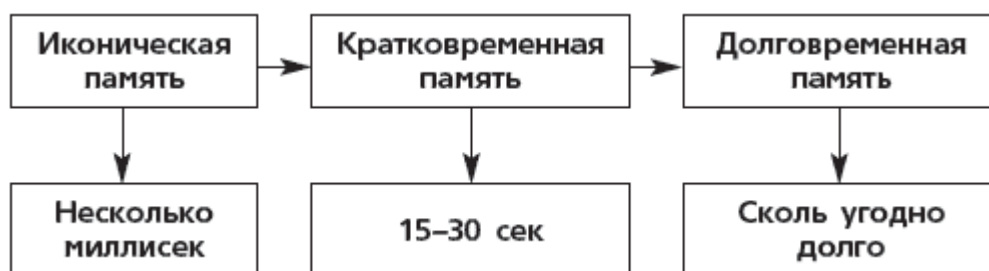 Иконическая
память
Кратковременная
память
Долговременная
память
Несколько
миллисек
15–30 сек
Сколь угодно
долго